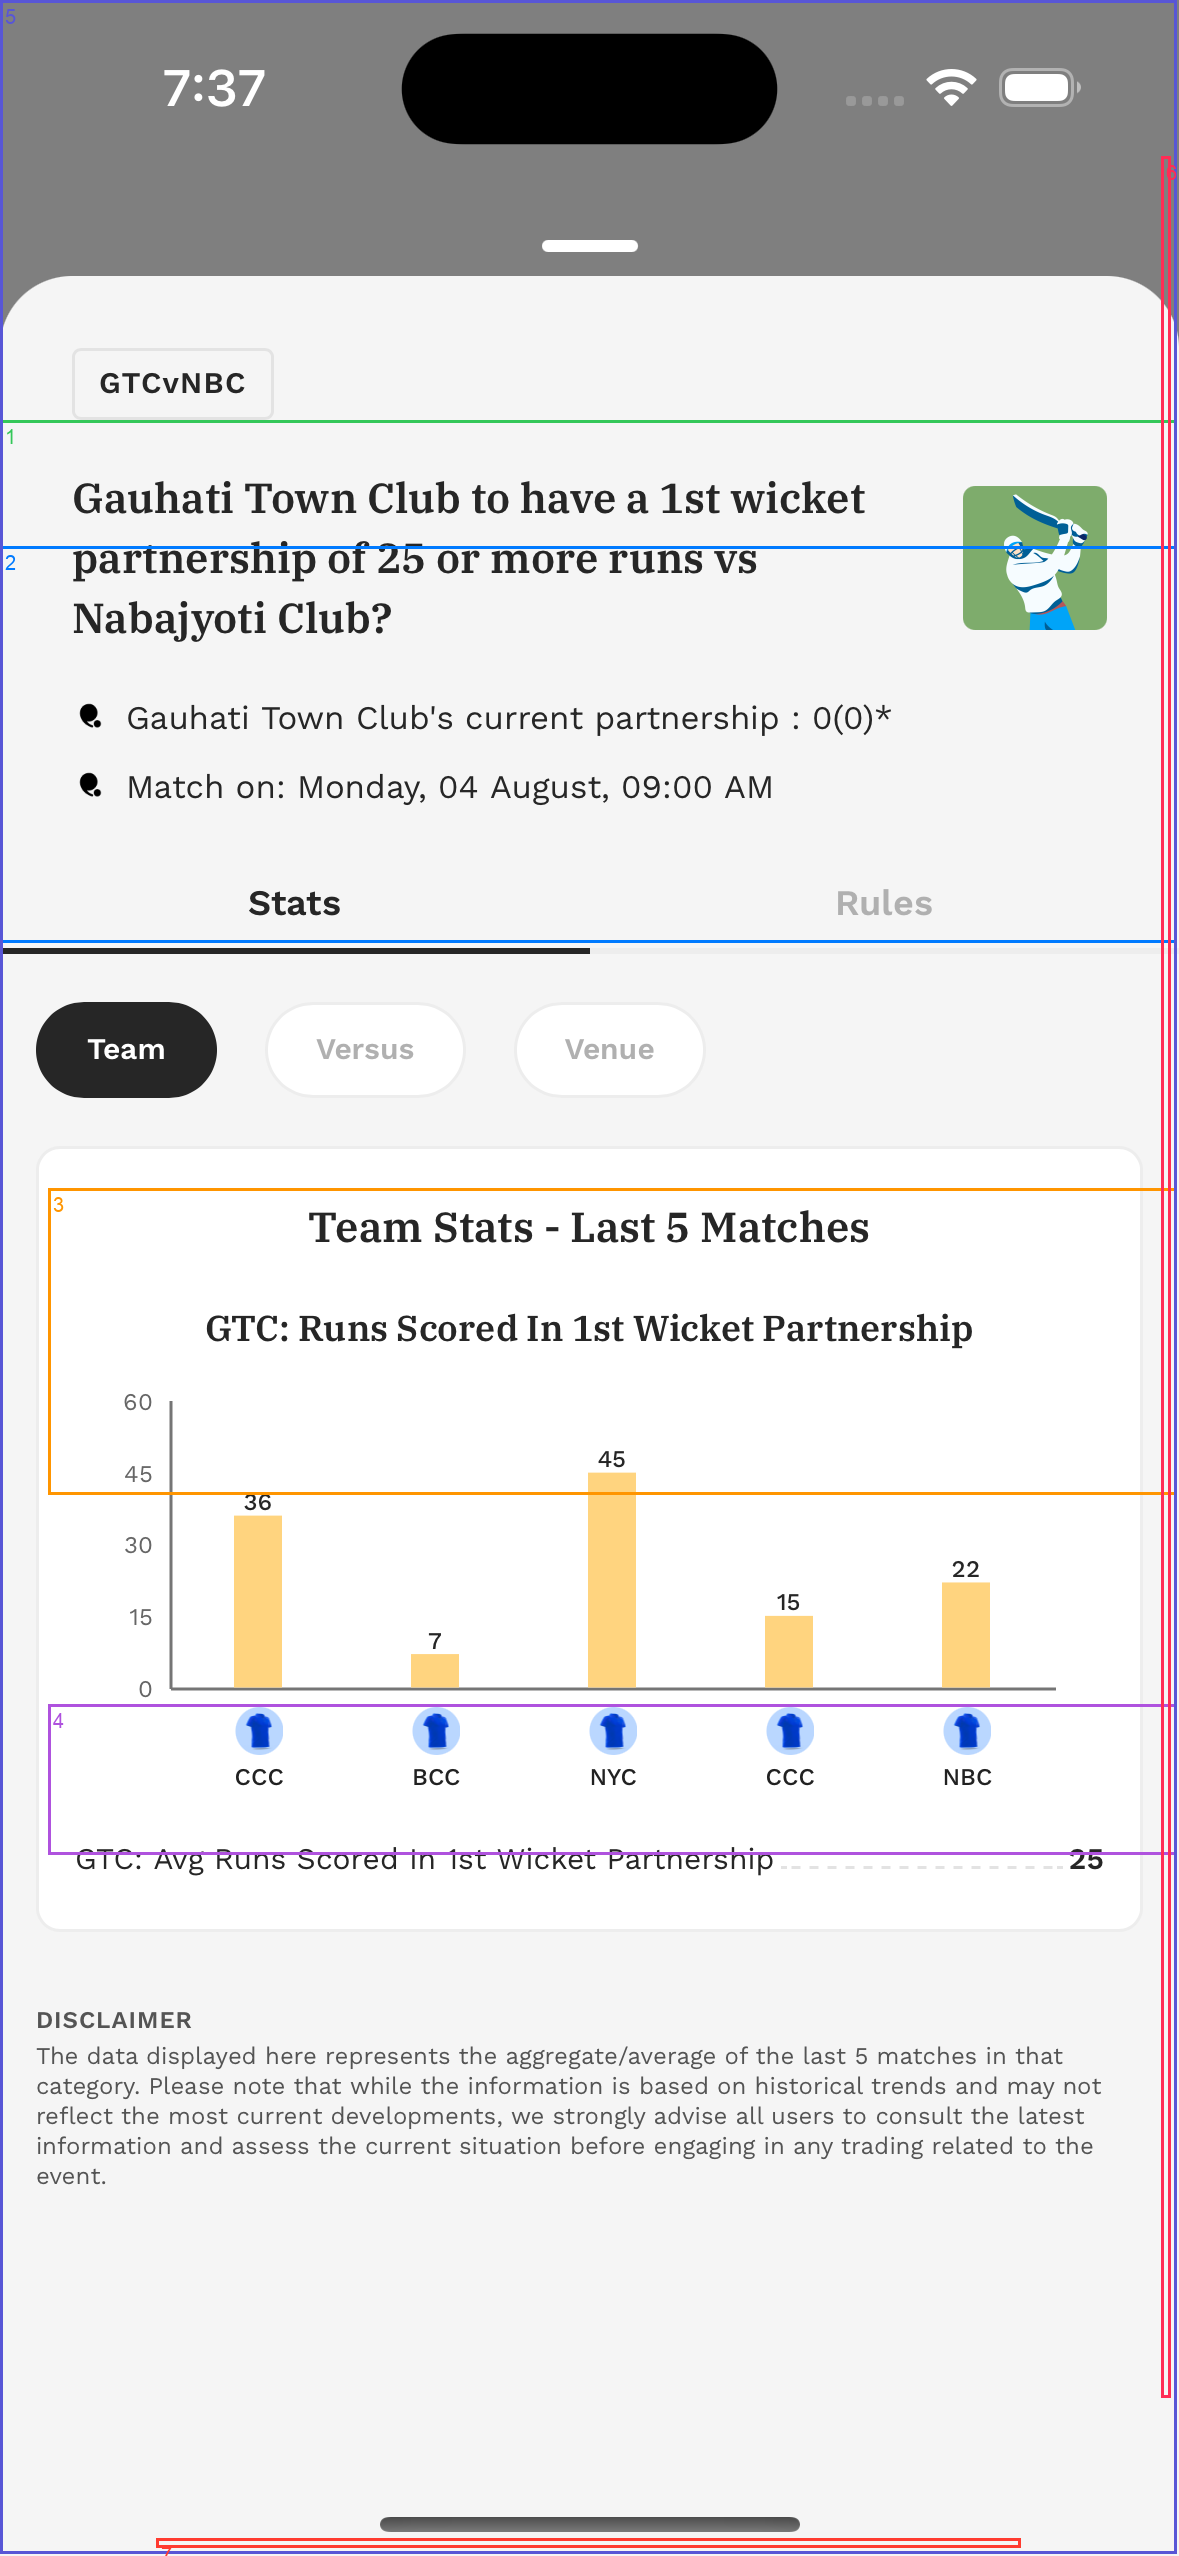 7:37
GTCvNBC
Gauhati Town Club to have a 1st wicket
partnership of 25 or more runs vs
Nabajyoti Club?
Gauhati Town Club's current partnership : 0(0)*
Match on: Monday, 04 August, 09:00 AM
Stats Rules
Team Versus Venue
Team Stats - Last 5 Matches
GTC: Runs Scored In 1st Wicket Partnership
60
45
30
15
0
36 7 45 15 22
CCC BCC NYC CCC NBC
GTC: Avg Runs Scored In 1st Wicket Partnership 25
DISCLAIMER
The data displayed here represents the aggregate/average of the last 5 matches in that
category. Please note that while the information is based on historical trends and may not
reflect the most current developments, we strongly advise all users to consult the latest
information and assess the current situation before engaging in any trading related to the
event.
5
1
2
3
4